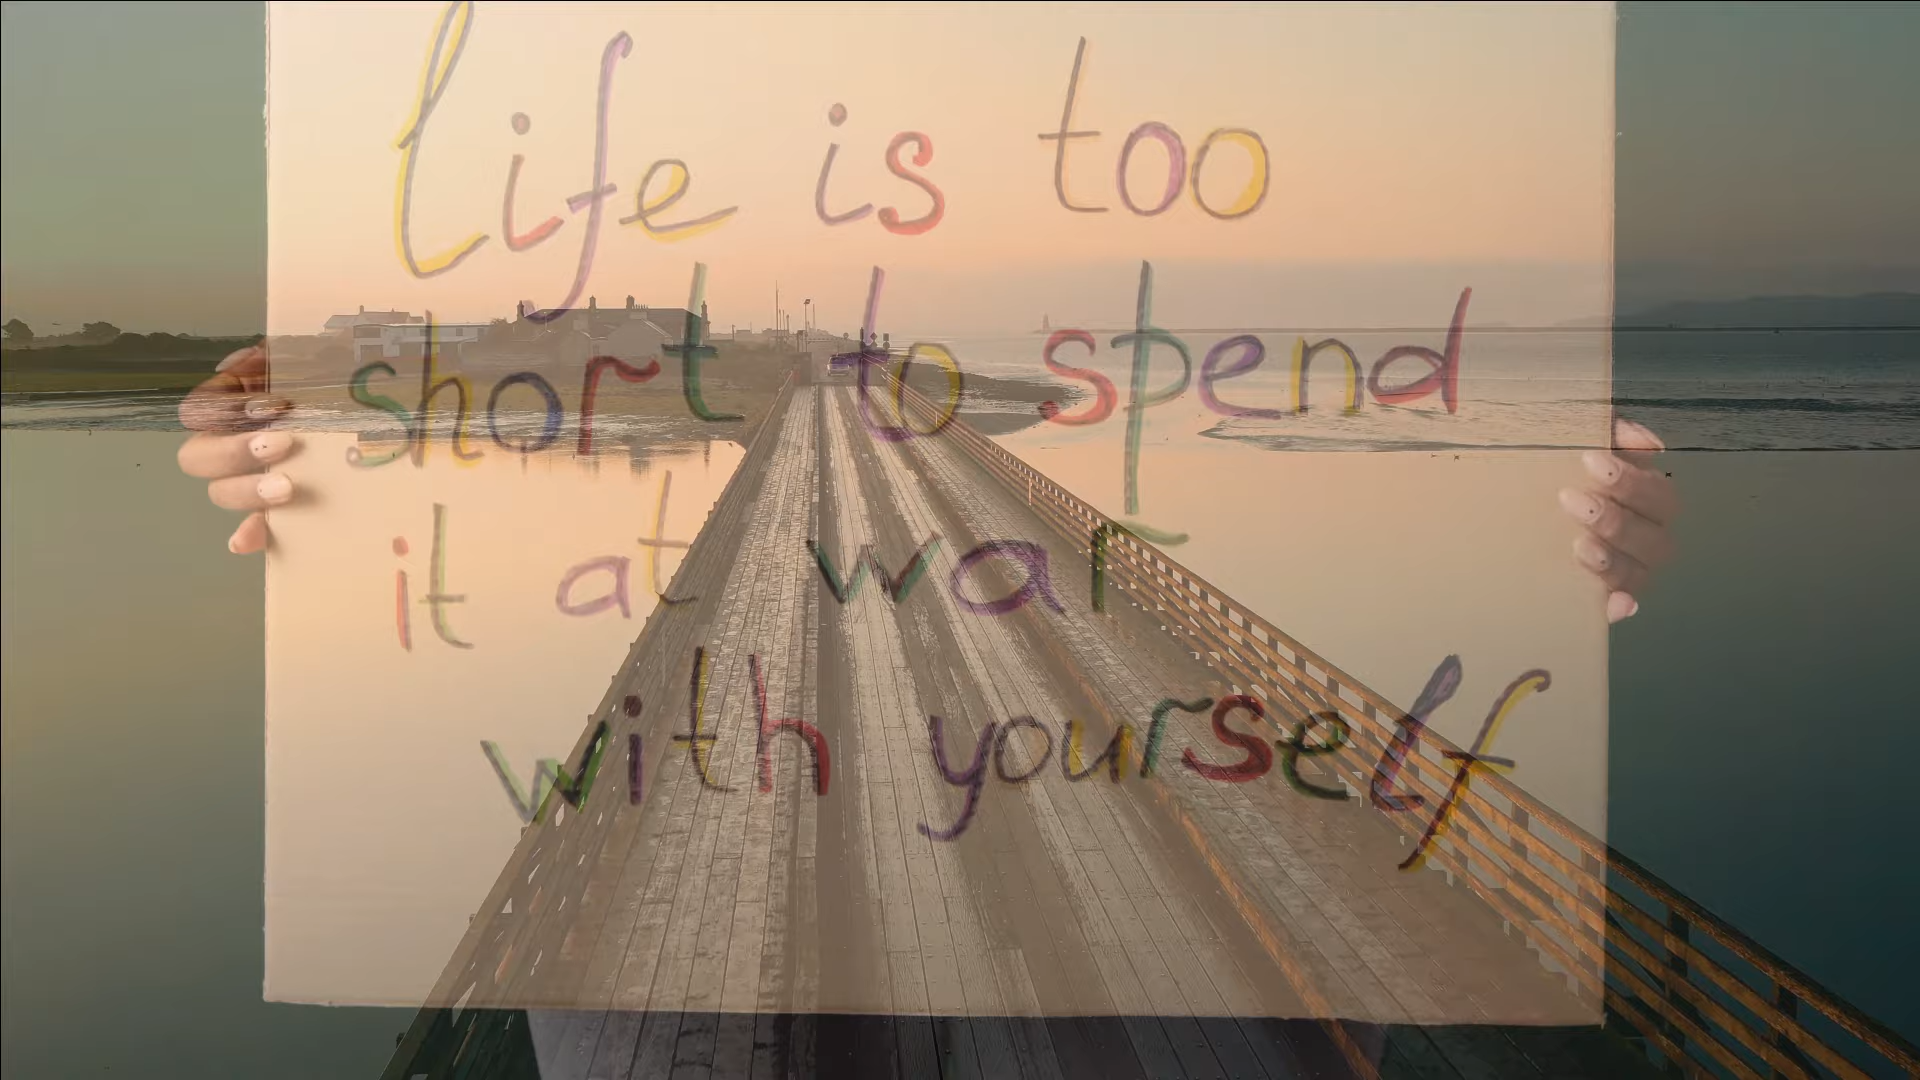 life is too
short to spend
it at war
with yourself